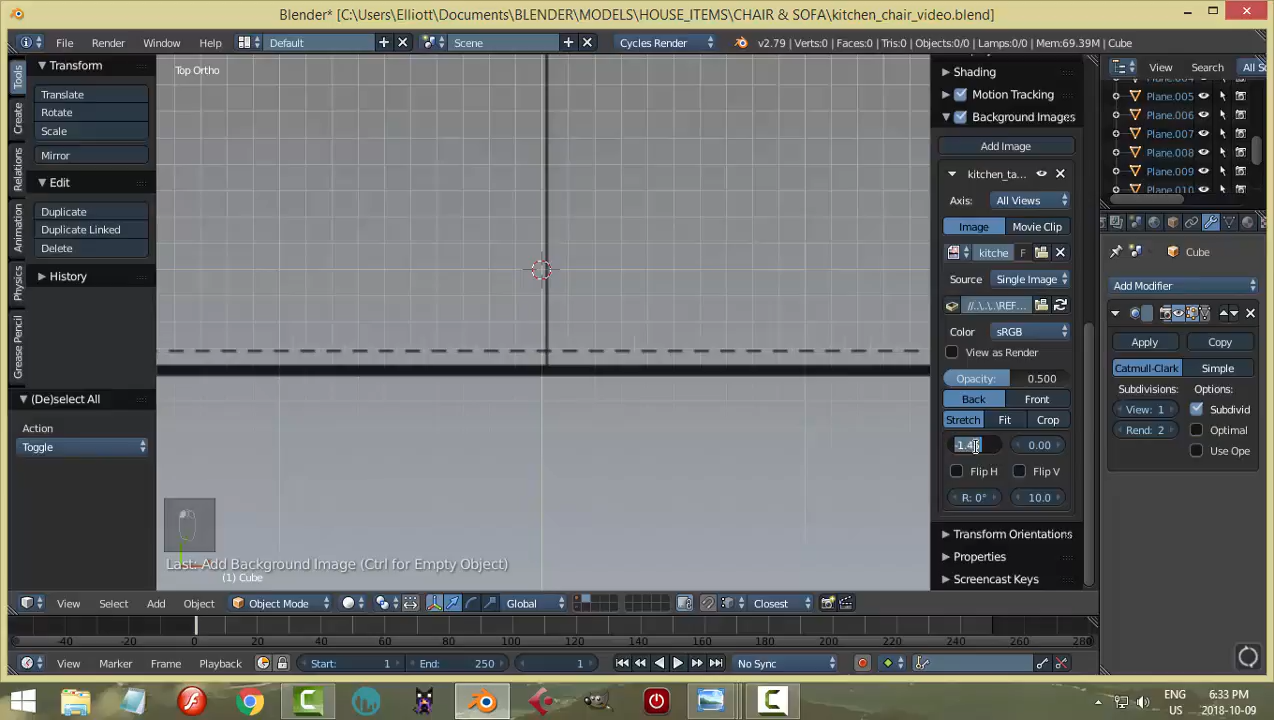 Blender* [C:\Users\Elliott\Documents\BLENDER\MODELS\HOUSE_ITEMS\CHAIR & SOFA\kitchen_chair_video.blend]
File Render Window Help Default Scene Cycles Render v2.79 | Verts:0 | Faces:0 | Tris:0 | Objects:0/0 | Lamps:0/0 | Mem:69.39M | Cube
Tools
Create
Relations
Animation
Physics
Grease Pencil
Transform
Translate
Rotate
Scale
Mirror
Edit
Duplicate
Duplicate Linked
Delete
History
(De)select All
Action
Toggle
Top Ortho
Last: Add Background Image (Ctrl for Empty Object)
(1) Cube
Shading
Motion Tracking
Background Images
Add Image
kitchen_ta...
Axis: All Views
Image Movie Clip
kitche F
Source Single Image
//..\..\..\REF...
Color sRGB
View as Render
Opacity: 0.500
Back Front
Stretch Fit Crop
0.00
Flip H Flip V
R: 0° 10.0
Transform Orientations
Properties
Screencast Keys
View Search All Sc
Plane.005
Plane.006
Plane.007
Plane.008
Plane.009
Plane.010
Cube
Add Modifier
Apply Copy
Catmull-Clark Simple
Subdivisions: Options:
View: 1 Subdivid
Rend: 2 Optimal
Use Ope
View Select Add Object Object Mode Global Closest
-40 -20 0 20 40 60 80 100 120 140 160 180 200 220 240 260 280
View Marker Frame Playback Start: 1 End: 250 1 No Sync
ENG 6:33 PM
US 2018-10-09